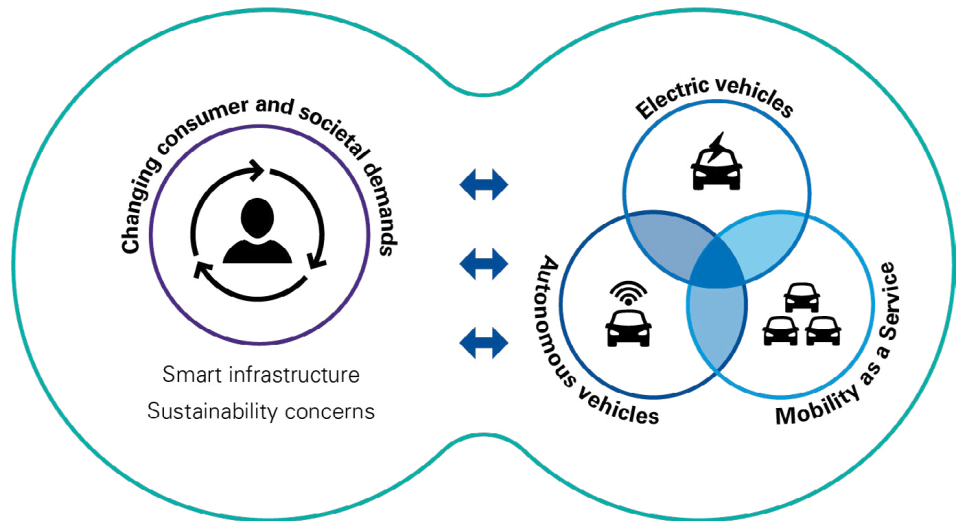 Changing consumer and societal demands
Smart infrastructure
Sustainability concerns
Electric vehicles
Autonomous vehicles
Mobility as a Service